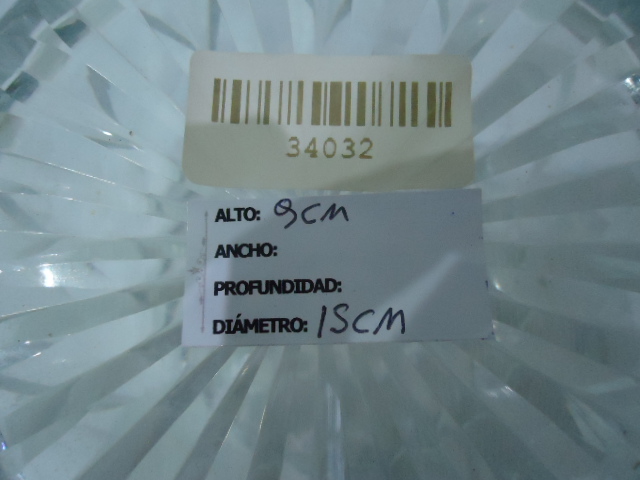 34032
ALTO: 9CM
ANCHO:
PROFUNDIDAD:
DIÁMETRO: 15CM